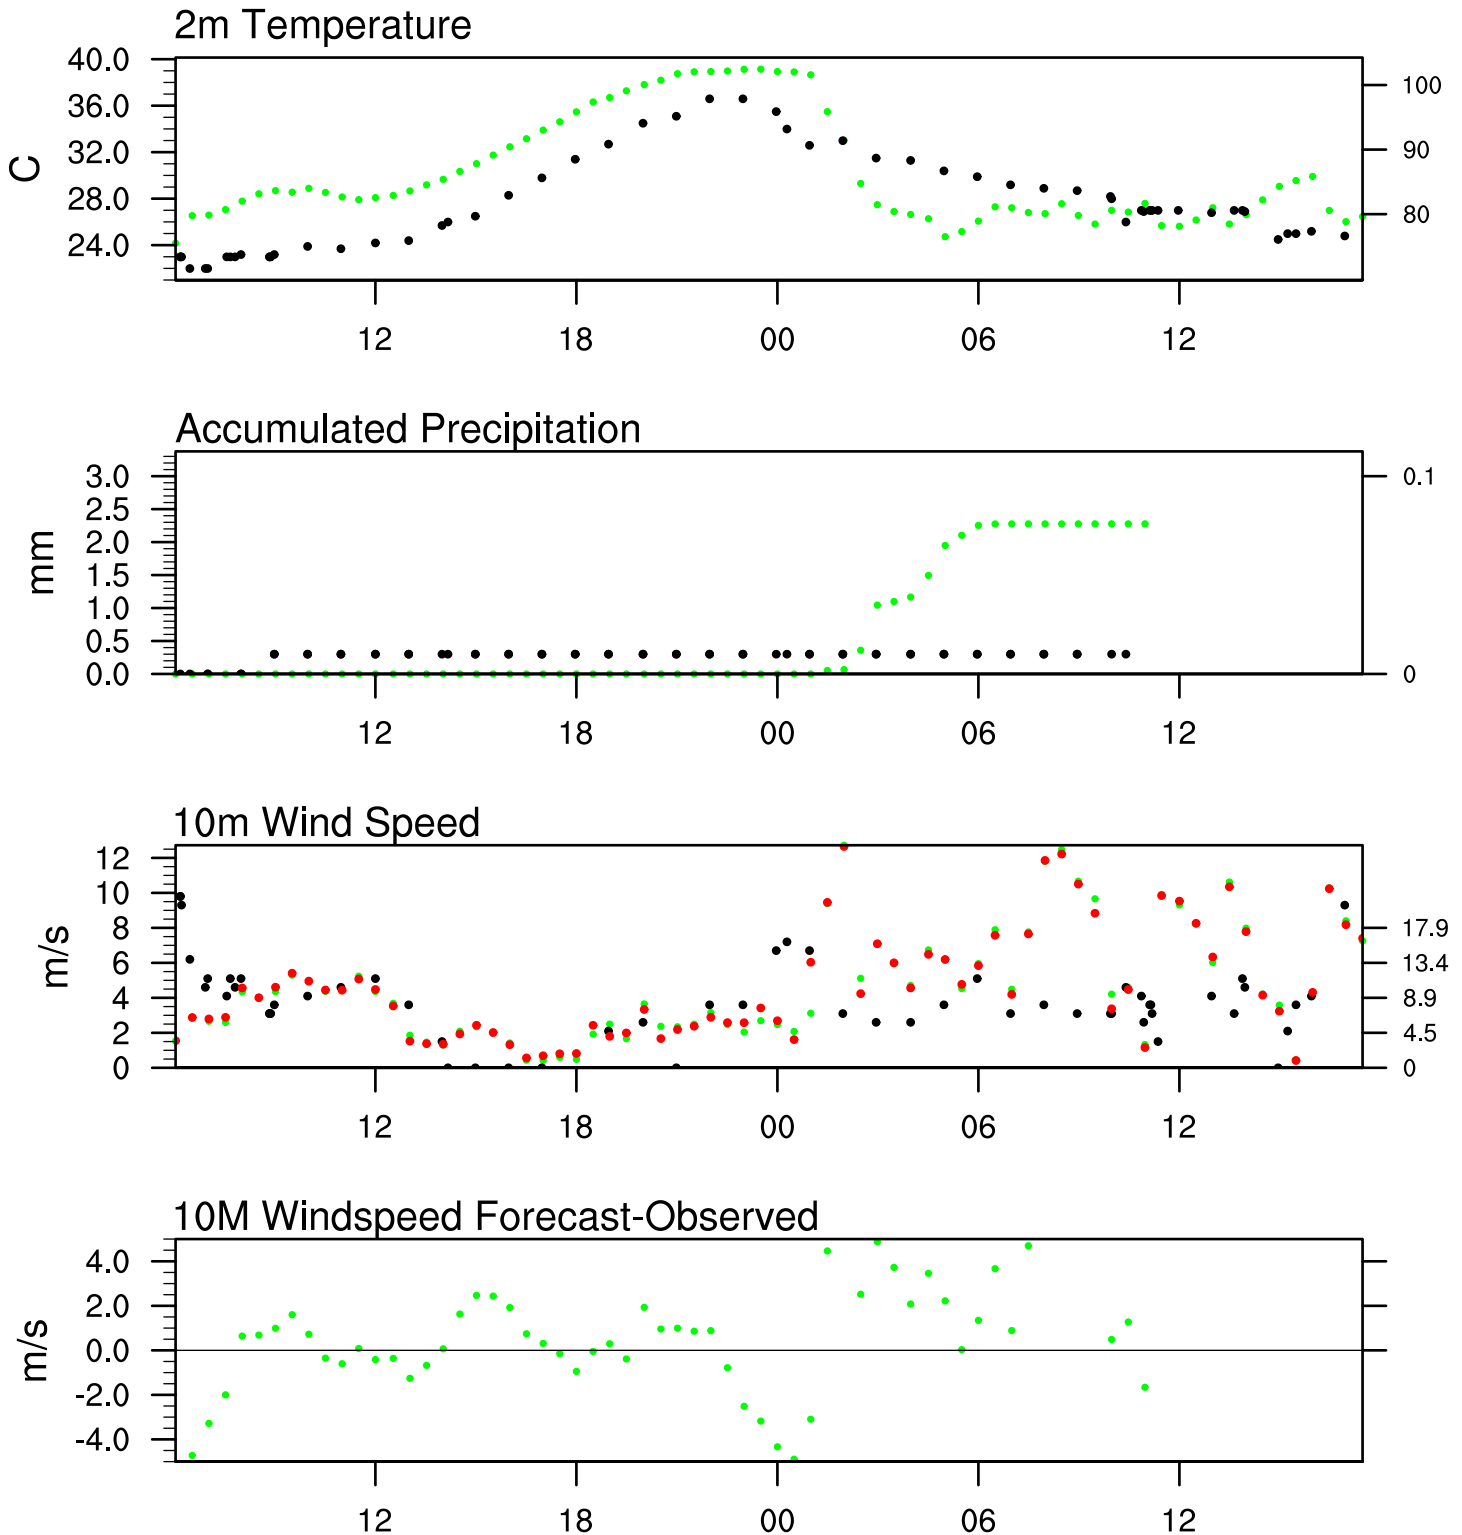 2m Temperature
40.0
36.0
32.0
28.0
24.0
C
100
90
80
12 18 00 06 12
Accumulated Precipitation
3.0
2.5
2.0
1.5
1.0
0.5
0.0
mm
0.1
0
12 18 00 06 12
10m Wind Speed
12
10
8
6
4
2
0
m/s
17.9
13.4
8.9
4.5
0
12 18 00 06 12
10M Windspeed Forecast-Observed
4.0
2.0
0.0
-2.0
-4.0
m/s
12 18 00 06 12